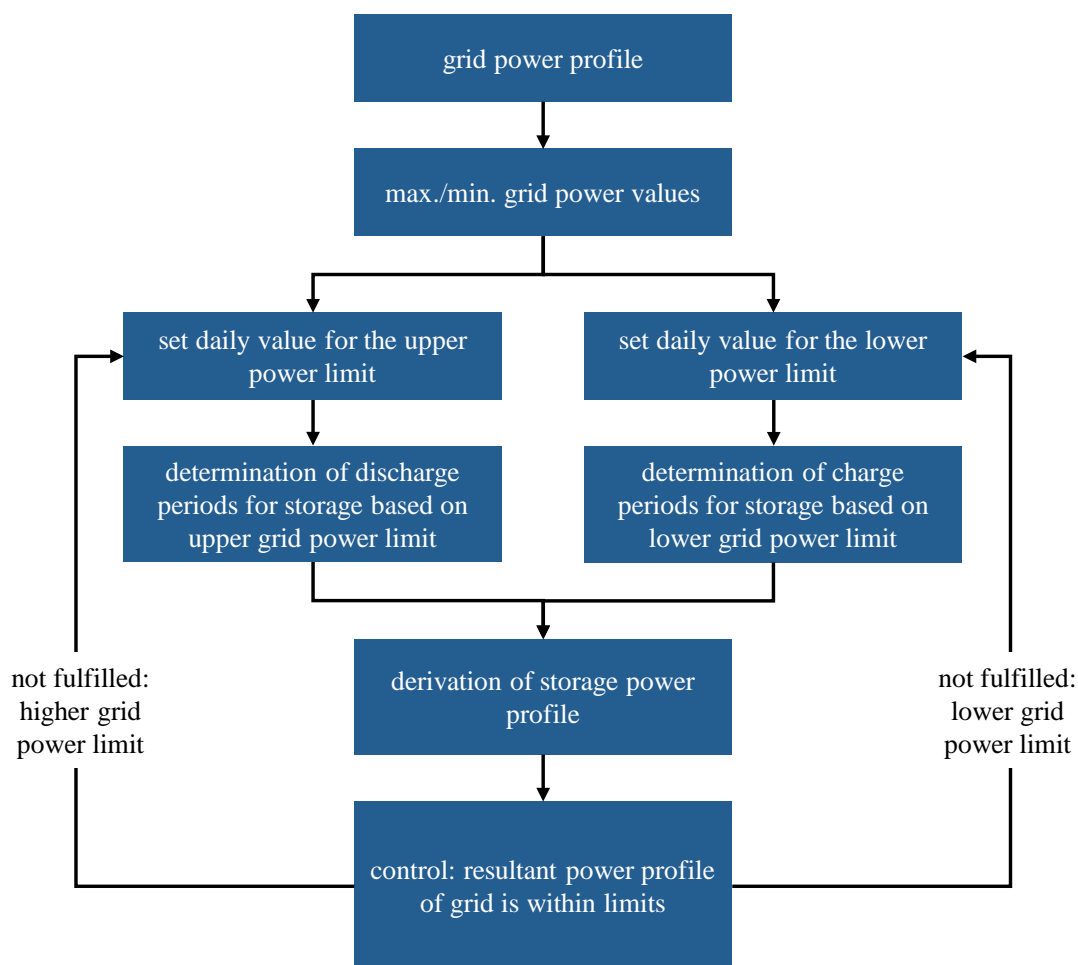 grid power profile
max./min. grid power values
set daily value for the upper
power limit
set daily value for the lower
power limit
determination of discharge
periods for storage based on
upper grid power limit
determination of charge
periods for storage based on
lower grid power limit
derivation of storage power
profile
not fulfilled:
higher grid
power limit
not fulfilled:
lower grid
power limit
control: resultant power profile
of grid is within limits